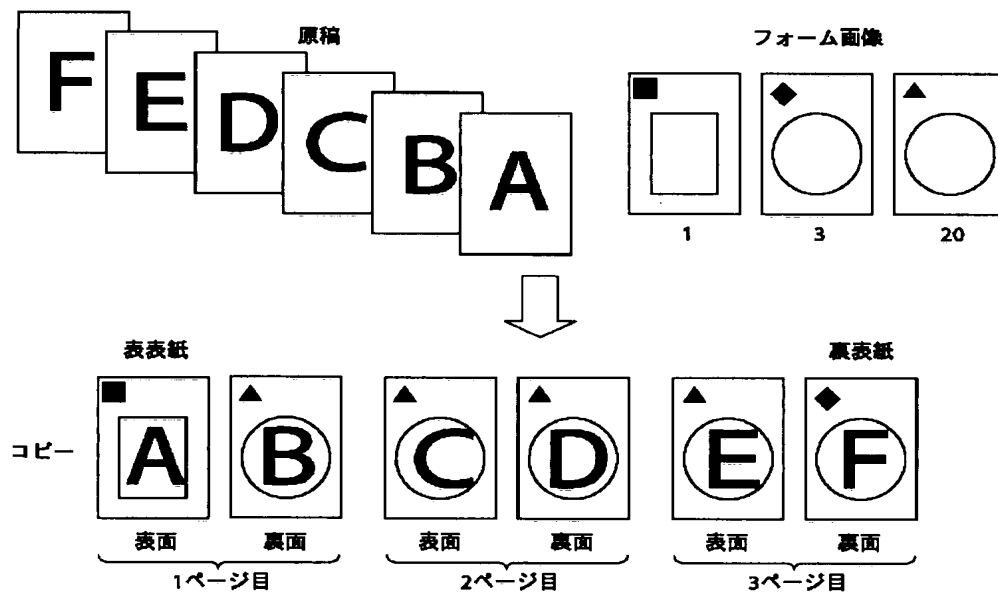 原稿
フォーム画像
F
E
D
C
B
A
1 3 20
表表紙 裏表紙
コピー
A B C D E F
表面 裏面 表面 裏面 表面 裏面
1ページ目 2ページ目 3ページ目